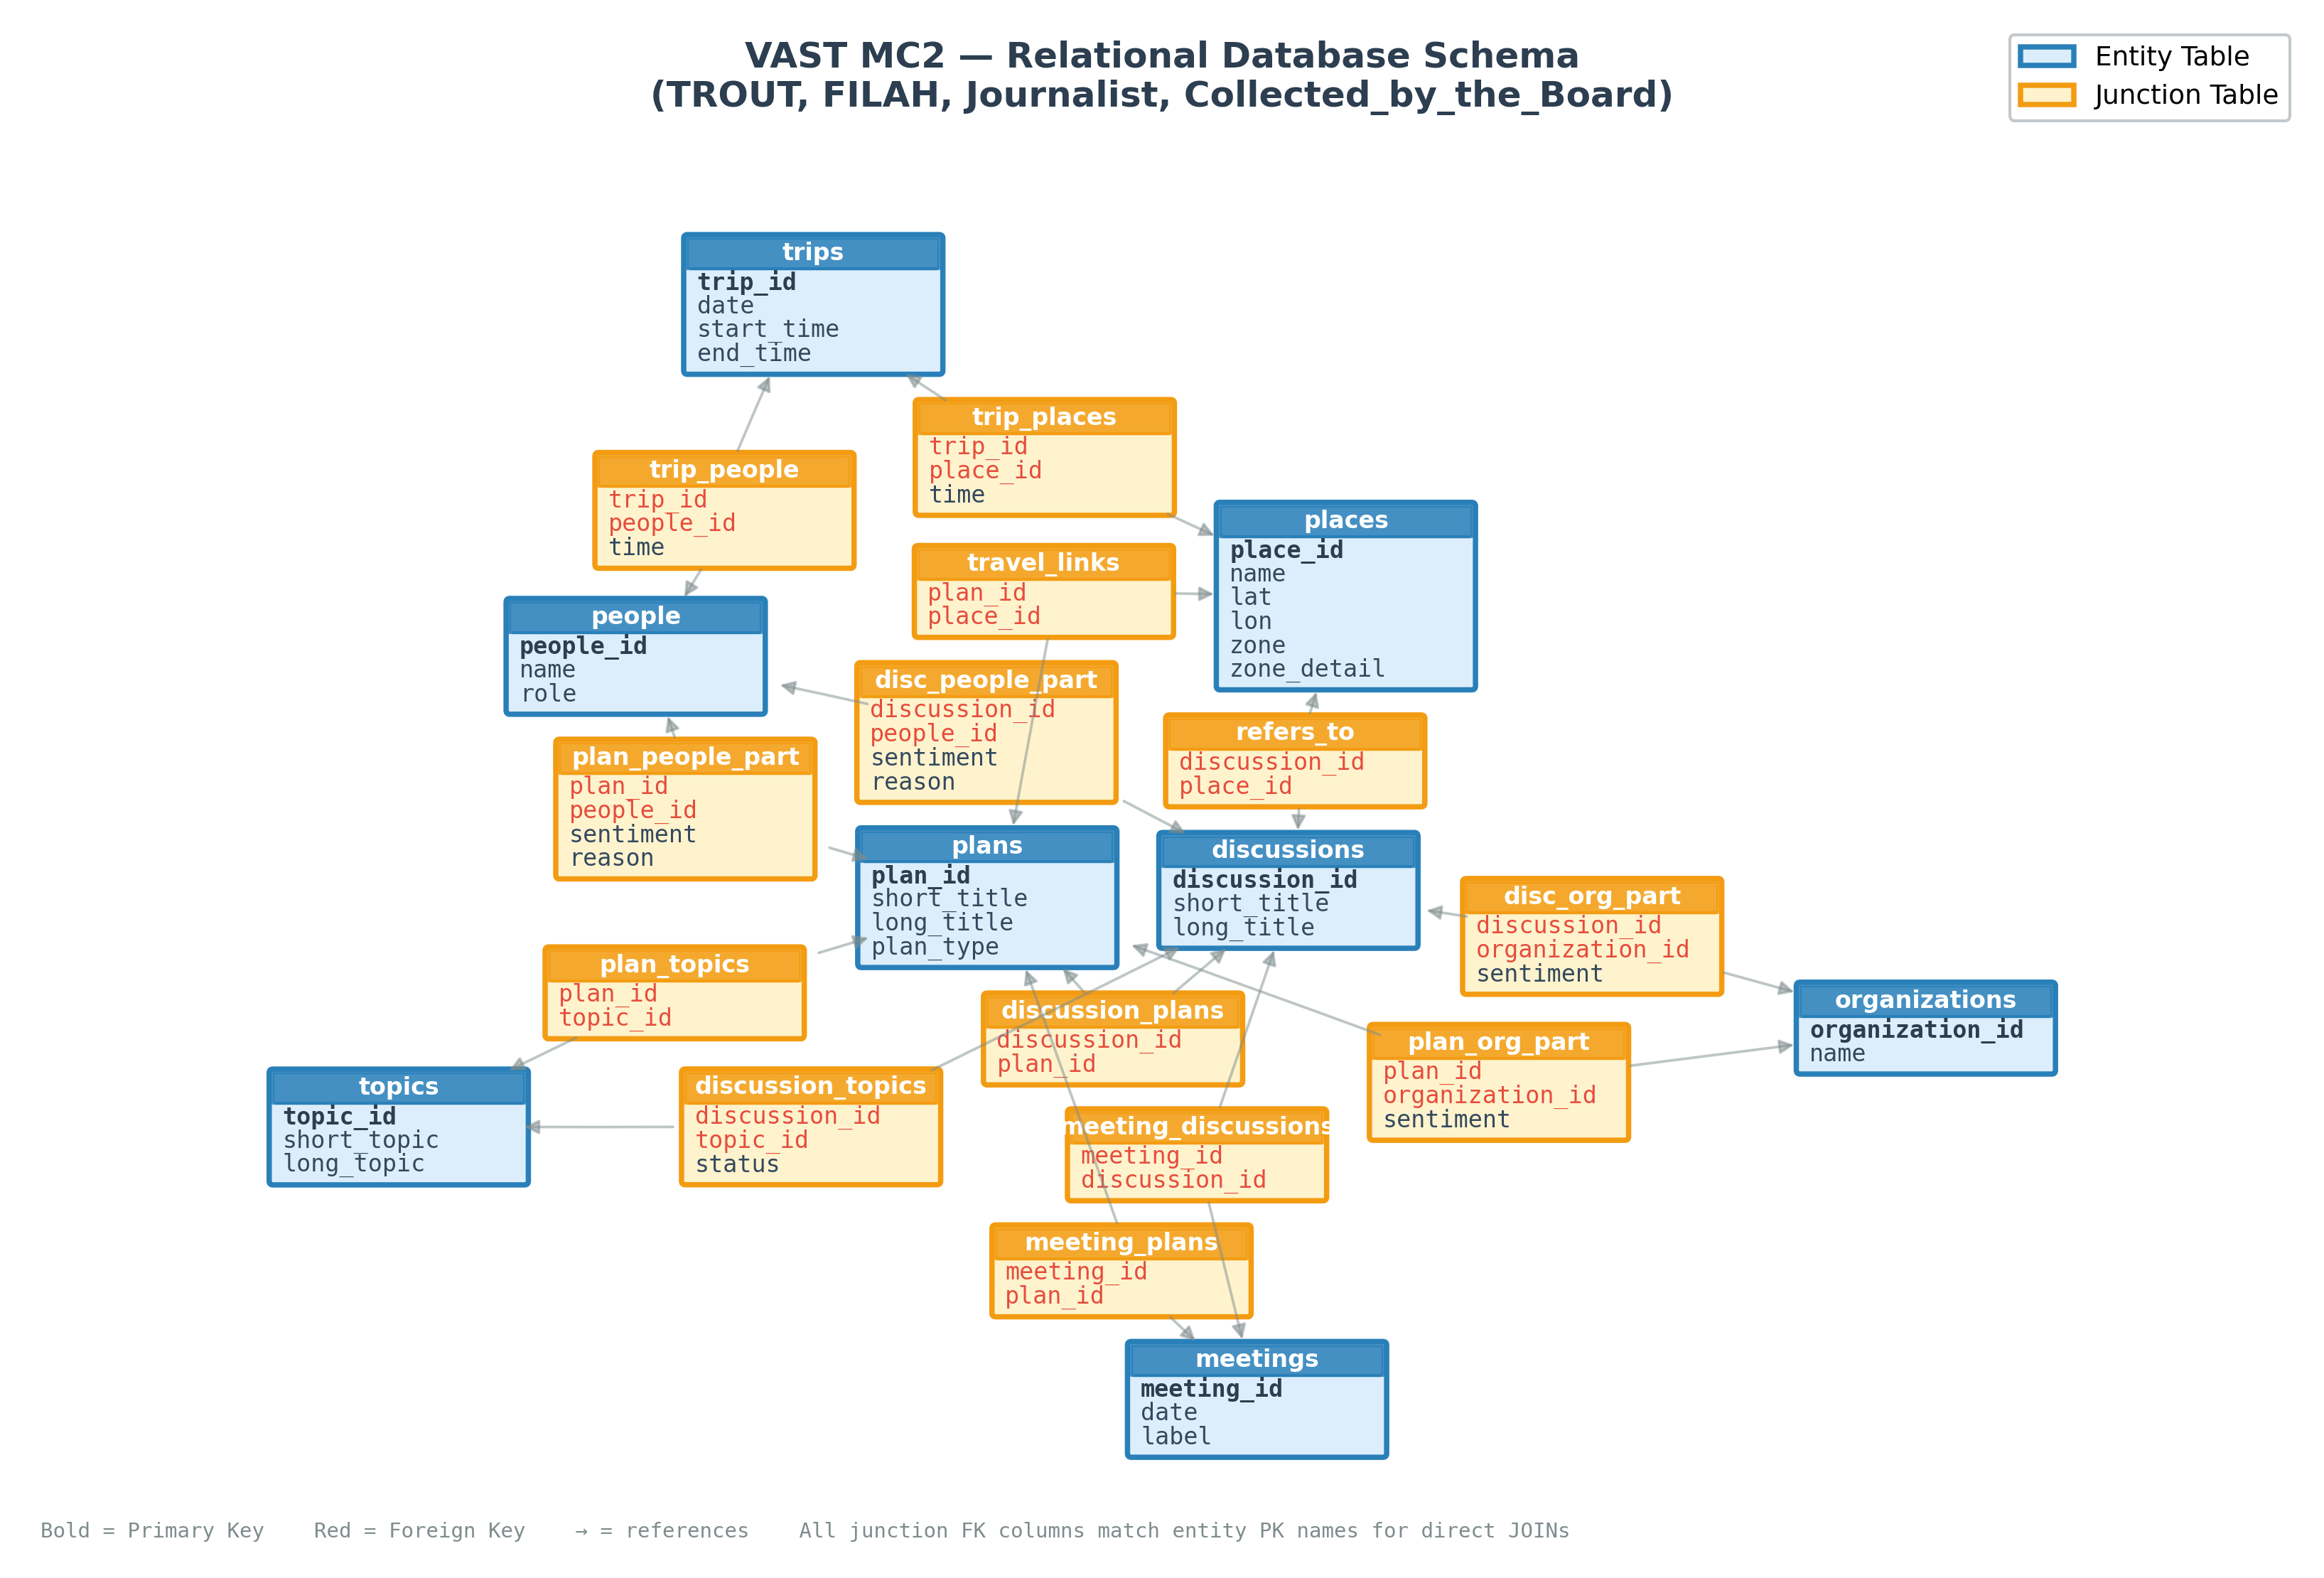 VAST MC2 — Relational Database Schema
(TROUT, FILAH, Journalist, Collected_by_the_Board)
Entity Table
Junction Table
trips
trip_id
date
start_time
end_time
trip_places
trip_id
place_id
time
trip_people
trip_id
people_id
time
places
place_id
name
lat
lon
zone
zone_detail
travel_links
plan_id
place_id
people
people_id
name
role
disc_people_part
discussion_id
people_id
sentiment
reason
refers_to
discussion_id
place_id
plan_people_part
plan_id
people_id
sentiment
reason
plans
plan_id
short_title
long_title
plan_type
discussions
discussion_id
short_title
long_title
disc_org_part
discussion_id
organization_id
sentiment
plan_topics
plan_id
topic_id
organizations
organization_id
name
discussion_plans
discussion_id
plan_id
plan_org_part
plan_id
organization_id
sentiment
topics
topic_id
short_topic
long_topic
discussion_topics
discussion_id
topic_id
status
meeting_discussions
meeting_id
discussion_id
meeting_plans
meeting_id
plan_id
meetings
meeting_id
date
label
Bold = Primary Key    Red = Foreign Key    → = references    All junction FK columns match entity PK names for direct JOINs